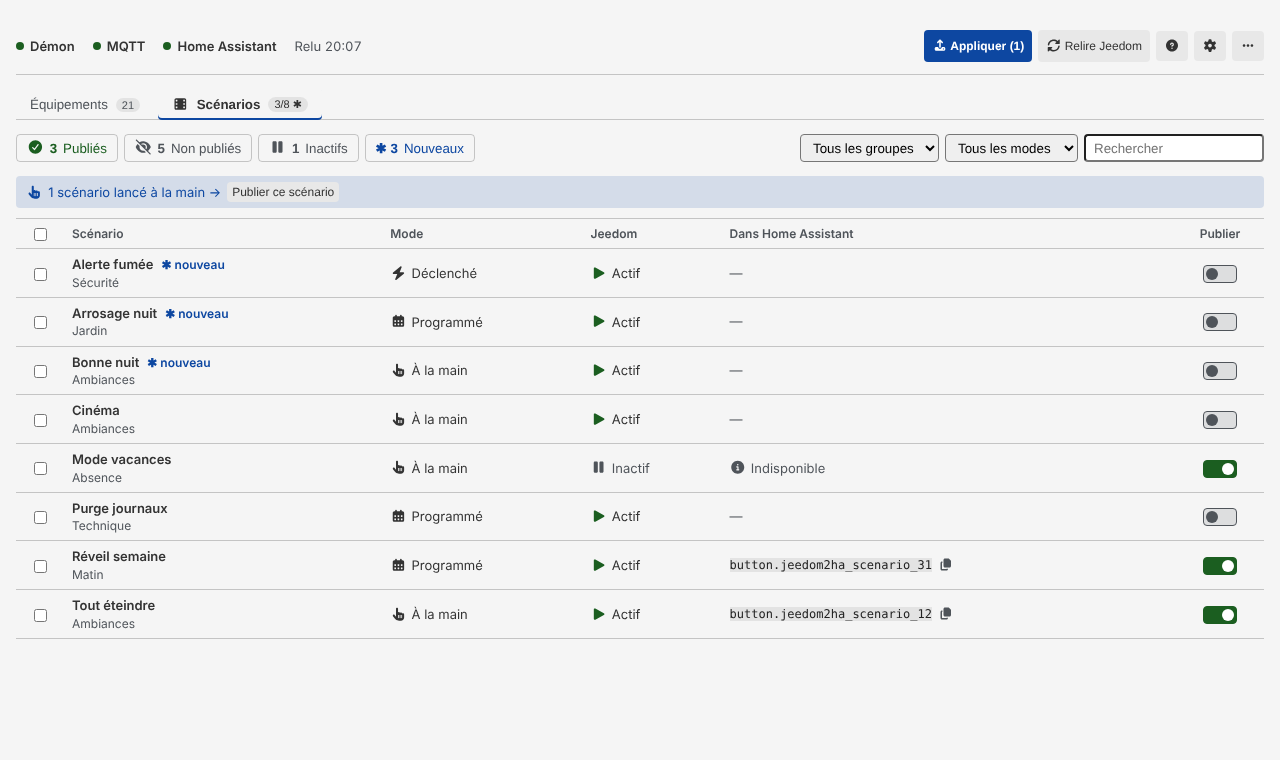 Démon MQTT Home Assistant Relu 20:07 Appliquer (1) Relire Jeedom
Équipements 21 Scénarios 3/8 ✱
3 Publiés 5 Non publiés 1 Inactifs ✱ 3 Nouveaux Tous les groupes Tous les modes Rechercher
1 scénario lancé à la main → Publier ce scénario
Scénario Mode Jeedom Dans Home Assistant Publier
Alerte fumée ✱ nouveau
Sécurité
Déclenché Actif —
Arrosage nuit ✱ nouveau
Jardin
Programmé Actif —
Bonne nuit ✱ nouveau
Ambiances
À la main Actif —
Cinéma
Ambiances
À la main Actif —
Mode vacances
Absence
À la main Inactif Indisponible
Purge journaux
Technique
Programmé Actif —
Réveil semaine
Matin
Programmé Actif button.jeedom2ha_scenario_31
Tout éteindre
Ambiances
À la main Actif button.jeedom2ha_scenario_12